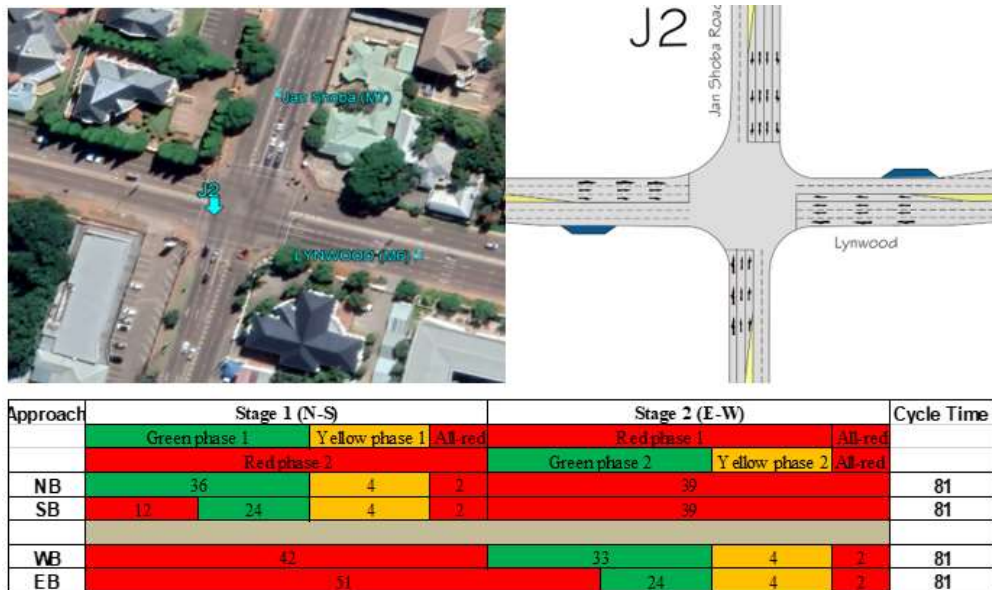 Jan Shoba (M7)
J2
LYNWOOD (M6)
J2
Jan Shoba Road
Lynwood
Approach Stage 1 (N-S) Stage 2 (E-W) Cycle Time
Green phase 1 Yellow phase 1 All-red Red phase 1 All-red
Red phase 2 Green phase 2 Yellow phase 2 All-red
NB 36 4 2 39 81
SB 12 24 4 2 39 81
WB 42 33 4 2 81
EB 51 24 4 2 81